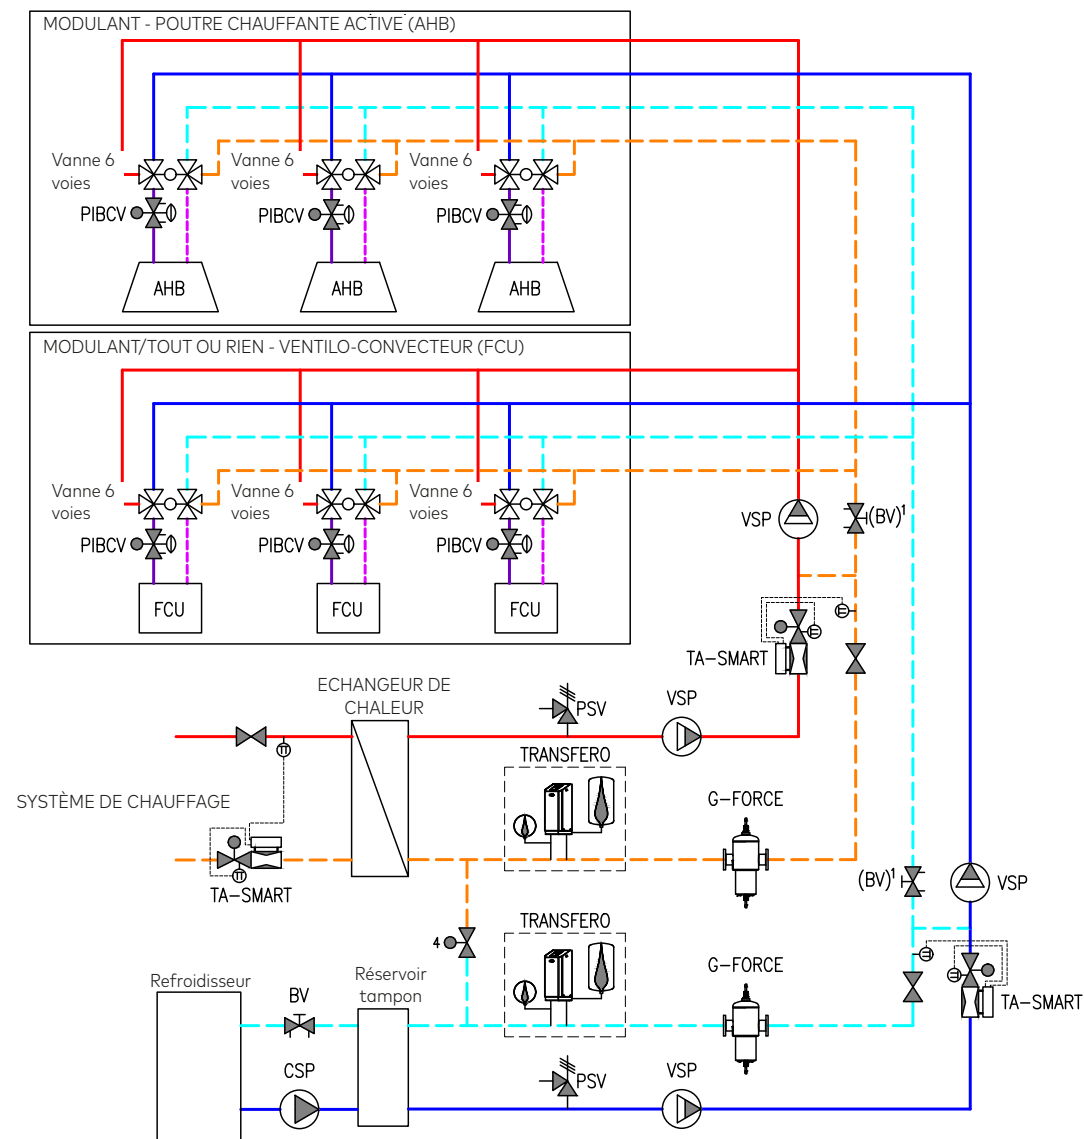 MODULANT - POUTRE CHAUFFANTE ACTIVE (AHB)
Vanne 6
voies
Vanne 6
voies
Vanne 6
voies
PIBCV
PIBCV
PIBCV
AHB
AHB
AHB
MODULANT/TOUT OU RIEN - VENTILO-CONVECTEUR (FCU)
Vanne 6
voies
Vanne 6
voies
Vanne 6
voies
PIBCV
PIBCV
PIBCV
FCU
FCU
FCU
VSP
(BV)¹
TA-SMART
ECHANGEUR DE
CHALEUR
PSV
VSP
TRANSFERO
SYSTÈME DE CHAUFFAGE
G-FORCE
TA-SMART
(BV)¹
VSP
4
TRANSFERO
G-FORCE
Refroidisseur
Réservoir
tampon
BV
TA-SMART
CSP
PSV
VSP